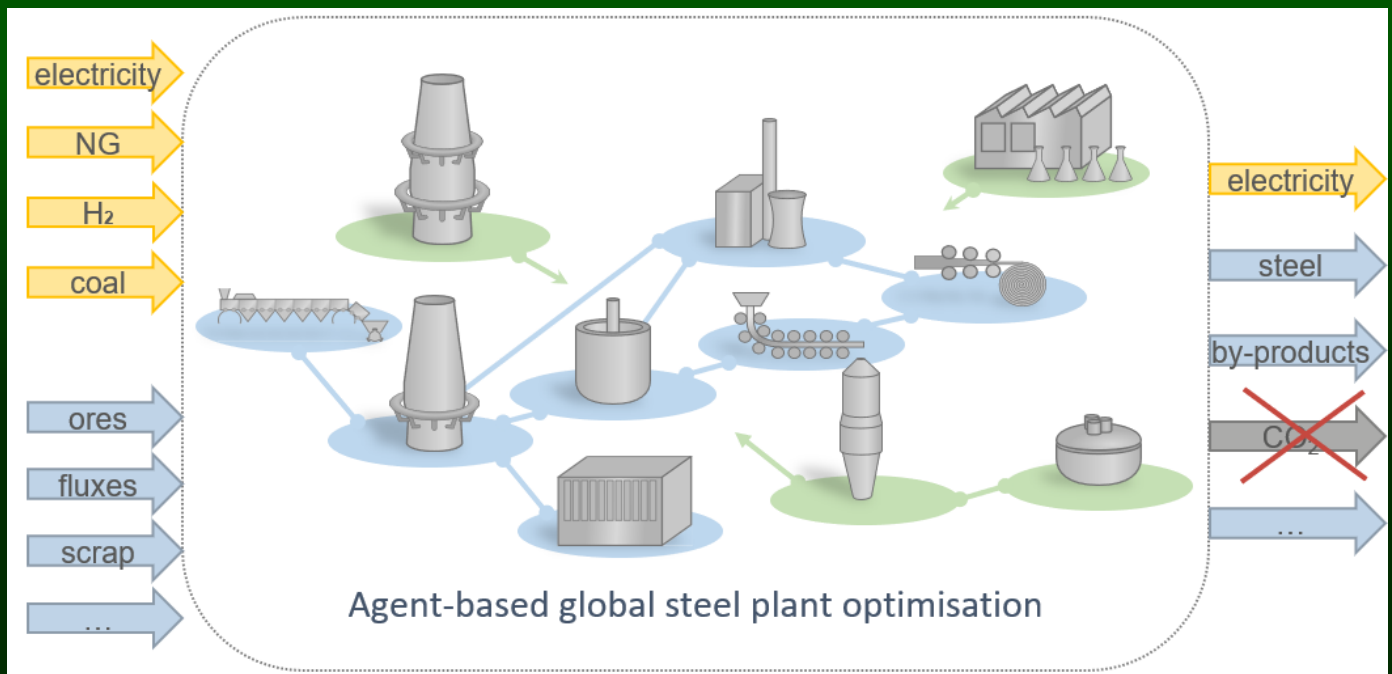 electricity
NG
H₂
coal
ores
fluxes
scrap
...
electricity
steel
by-products
CO₂
...
Agent-based global steel plant optimisation